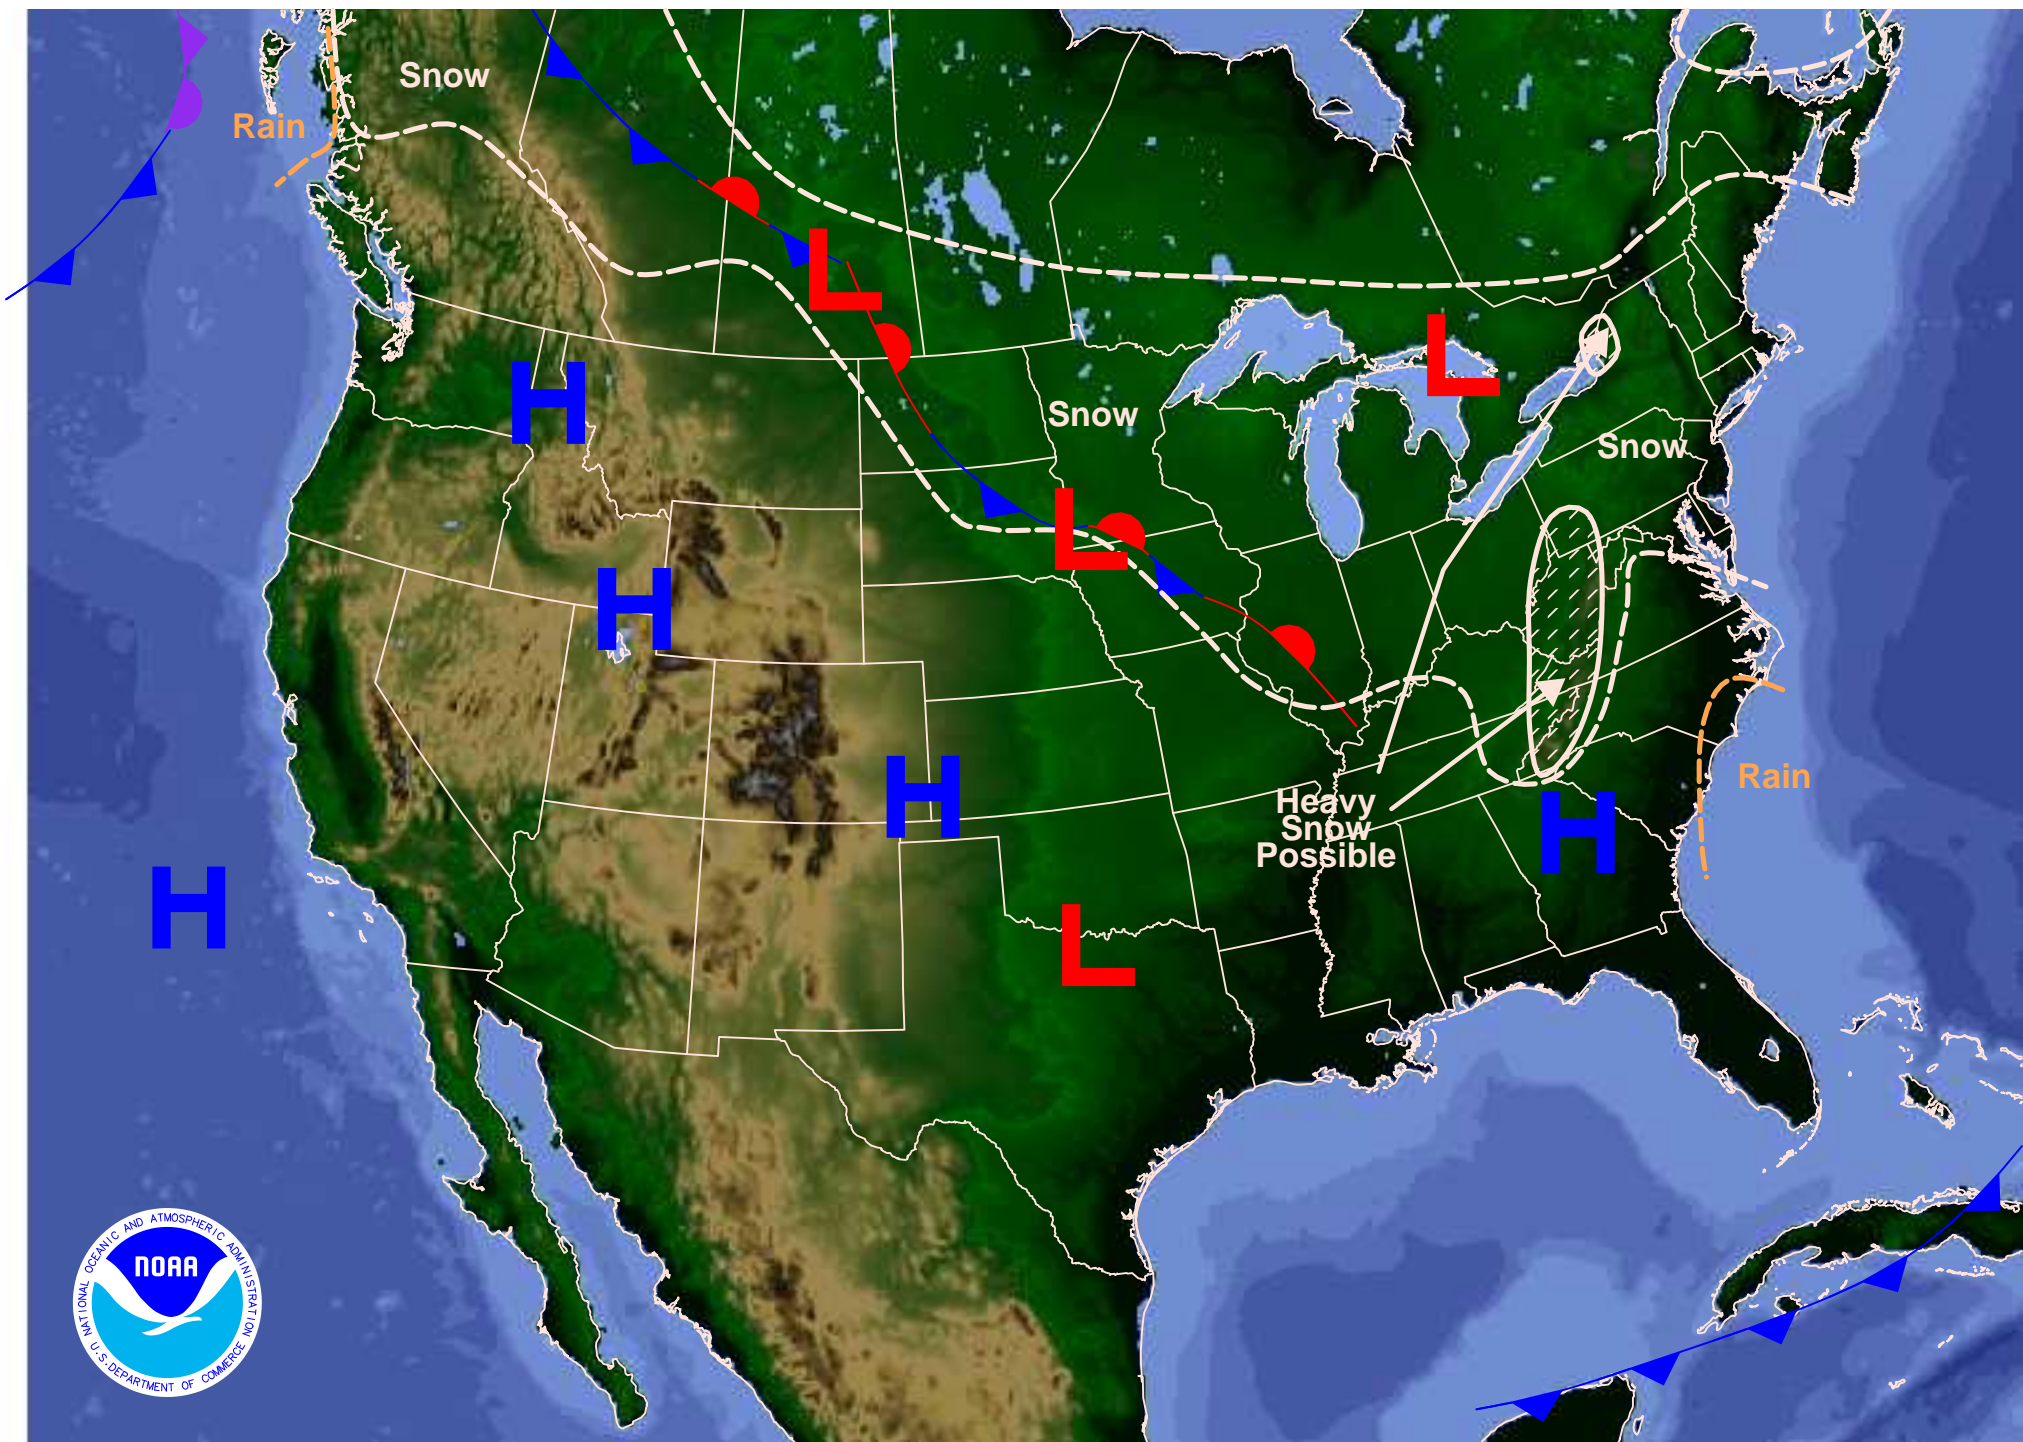 Snow
Rain
L
L
H
Snow
Snow
L
H
H
Rain
Heavy
Snow
Possible
H
H
L
NATIONAL OCEANIC AND ATMOSPHERIC ADMINISTRATION
NOAA
U.S. DEPARTMENT OF COMMERCE